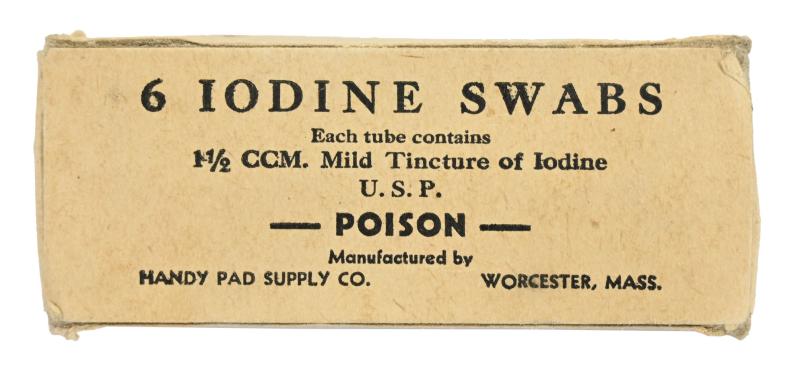 6 IODINE SWABS
Each tube contains
1½ CCM. Mild Tincture of Iodine
U. S. P.
— POISON —
Manufactured by
HANDY PAD SUPPLY CO. WORCESTER, MASS.